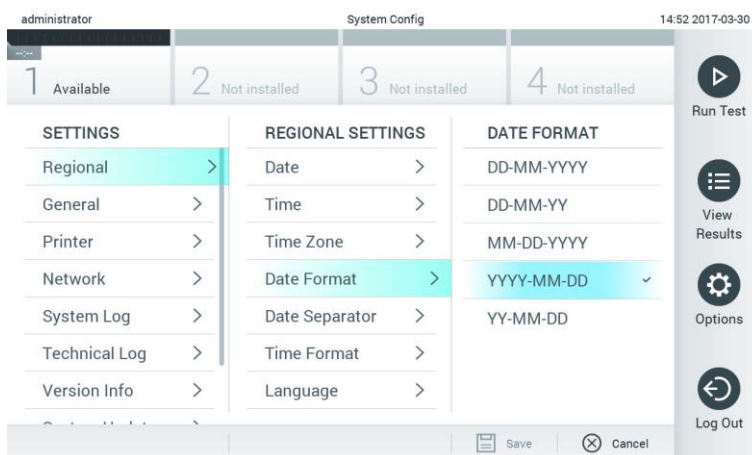 administrator System Config 14:52 2017-03-30
--:--
1 Available 2 Not installed 3 Not installed 4 Not installed
Run Test
SETTINGS
Regional
General
Printer
Network
System Log
Technical Log
Version Info
REGIONAL SETTINGS
Date
Time
Time Zone
Date Format
Date Separator
Time Format
Language
DATE FORMAT
DD-MM-YYYY
DD-MM-YY
MM-DD-YYYY
YYYY-MM-DD
YY-MM-DD
View
Results
Options
Log Out
Save Cancel